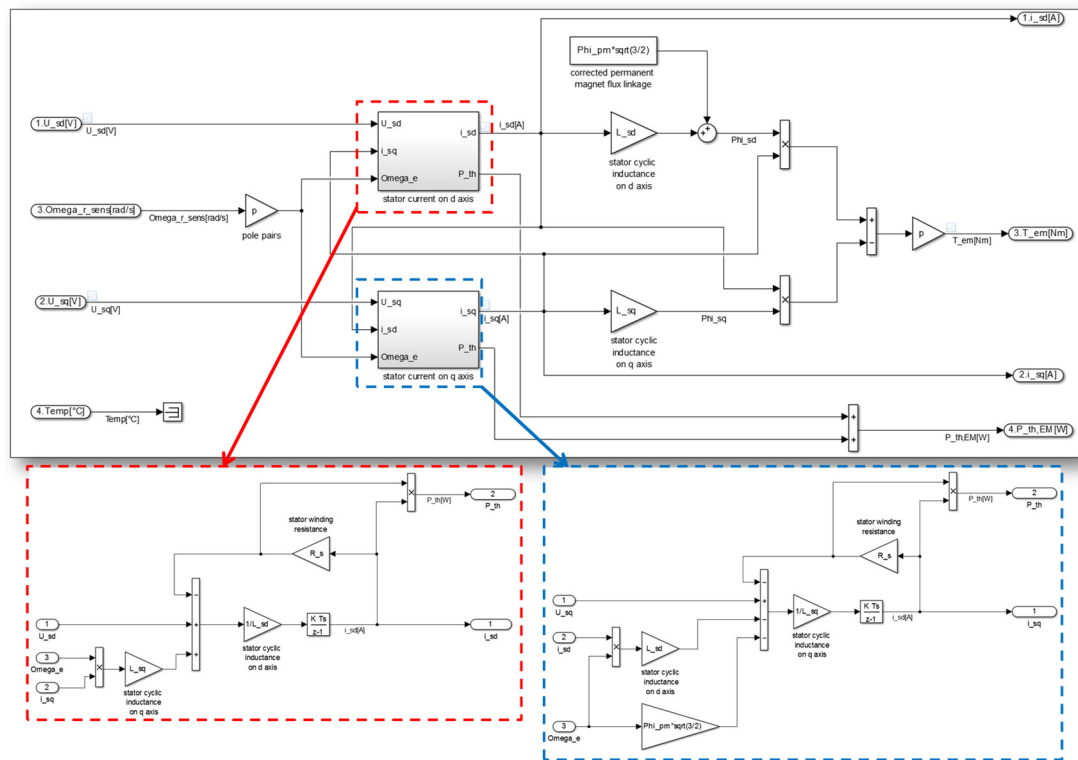 1.i_sd[A]
Phi_pm*sqrt(3/2)
corrected permanent
magnet flux linkage
1.U_sd[V]
U_sd[V]
U_sd
i_sq
Omega_e
i_sd
P_th
stator current on d axis
i_sd[A]
L_sd
stator cyclic
inductance
on d axis
+
+
Phi_sd
×
3.Omega_r_sens[rad/s]
Omega_r_sens[rad/s]
p
pole pairs
+
−
p
T_em[Nm]
3.T_em[Nm]
2.U_sq[V]
U_sq[V]
U_sq
i_sd
Omega_e
i_sq
P_th
stator current on q axis
i_sq[A]
L_sq
stator cyclic
inductance
on q axis
Phi_sq
×
2.i_sq[A]
4.Temp[°C]
Temp[°C]
+
+
P_th,EM[W]
4.P_th,EM[W]
×
P_th[W]
2
P_th
stator winding
resistance
R_s
−
+
+
1
U_sd
3
Omega_e
2
i_sq
×
L_sq
stator cyclic
inductance
on q axis
1/L_sd
stator cyclic
inductance
on d axis
K Ts
z-1
i_sd[A]
1
i_sd
×
P_th[W]
2
P_th
stator winding
resistance
R_s
−
+
−
−
1
U_sq
2
i_sd
×
L_sd
stator cyclic
inductance
on d axis
3
Omega_e
Phi_pm*sqrt(3/2)
1/L_sq
stator cyclic
inductance
on q axis
K Ts
z-1
i_sd[A]
1
i_sq